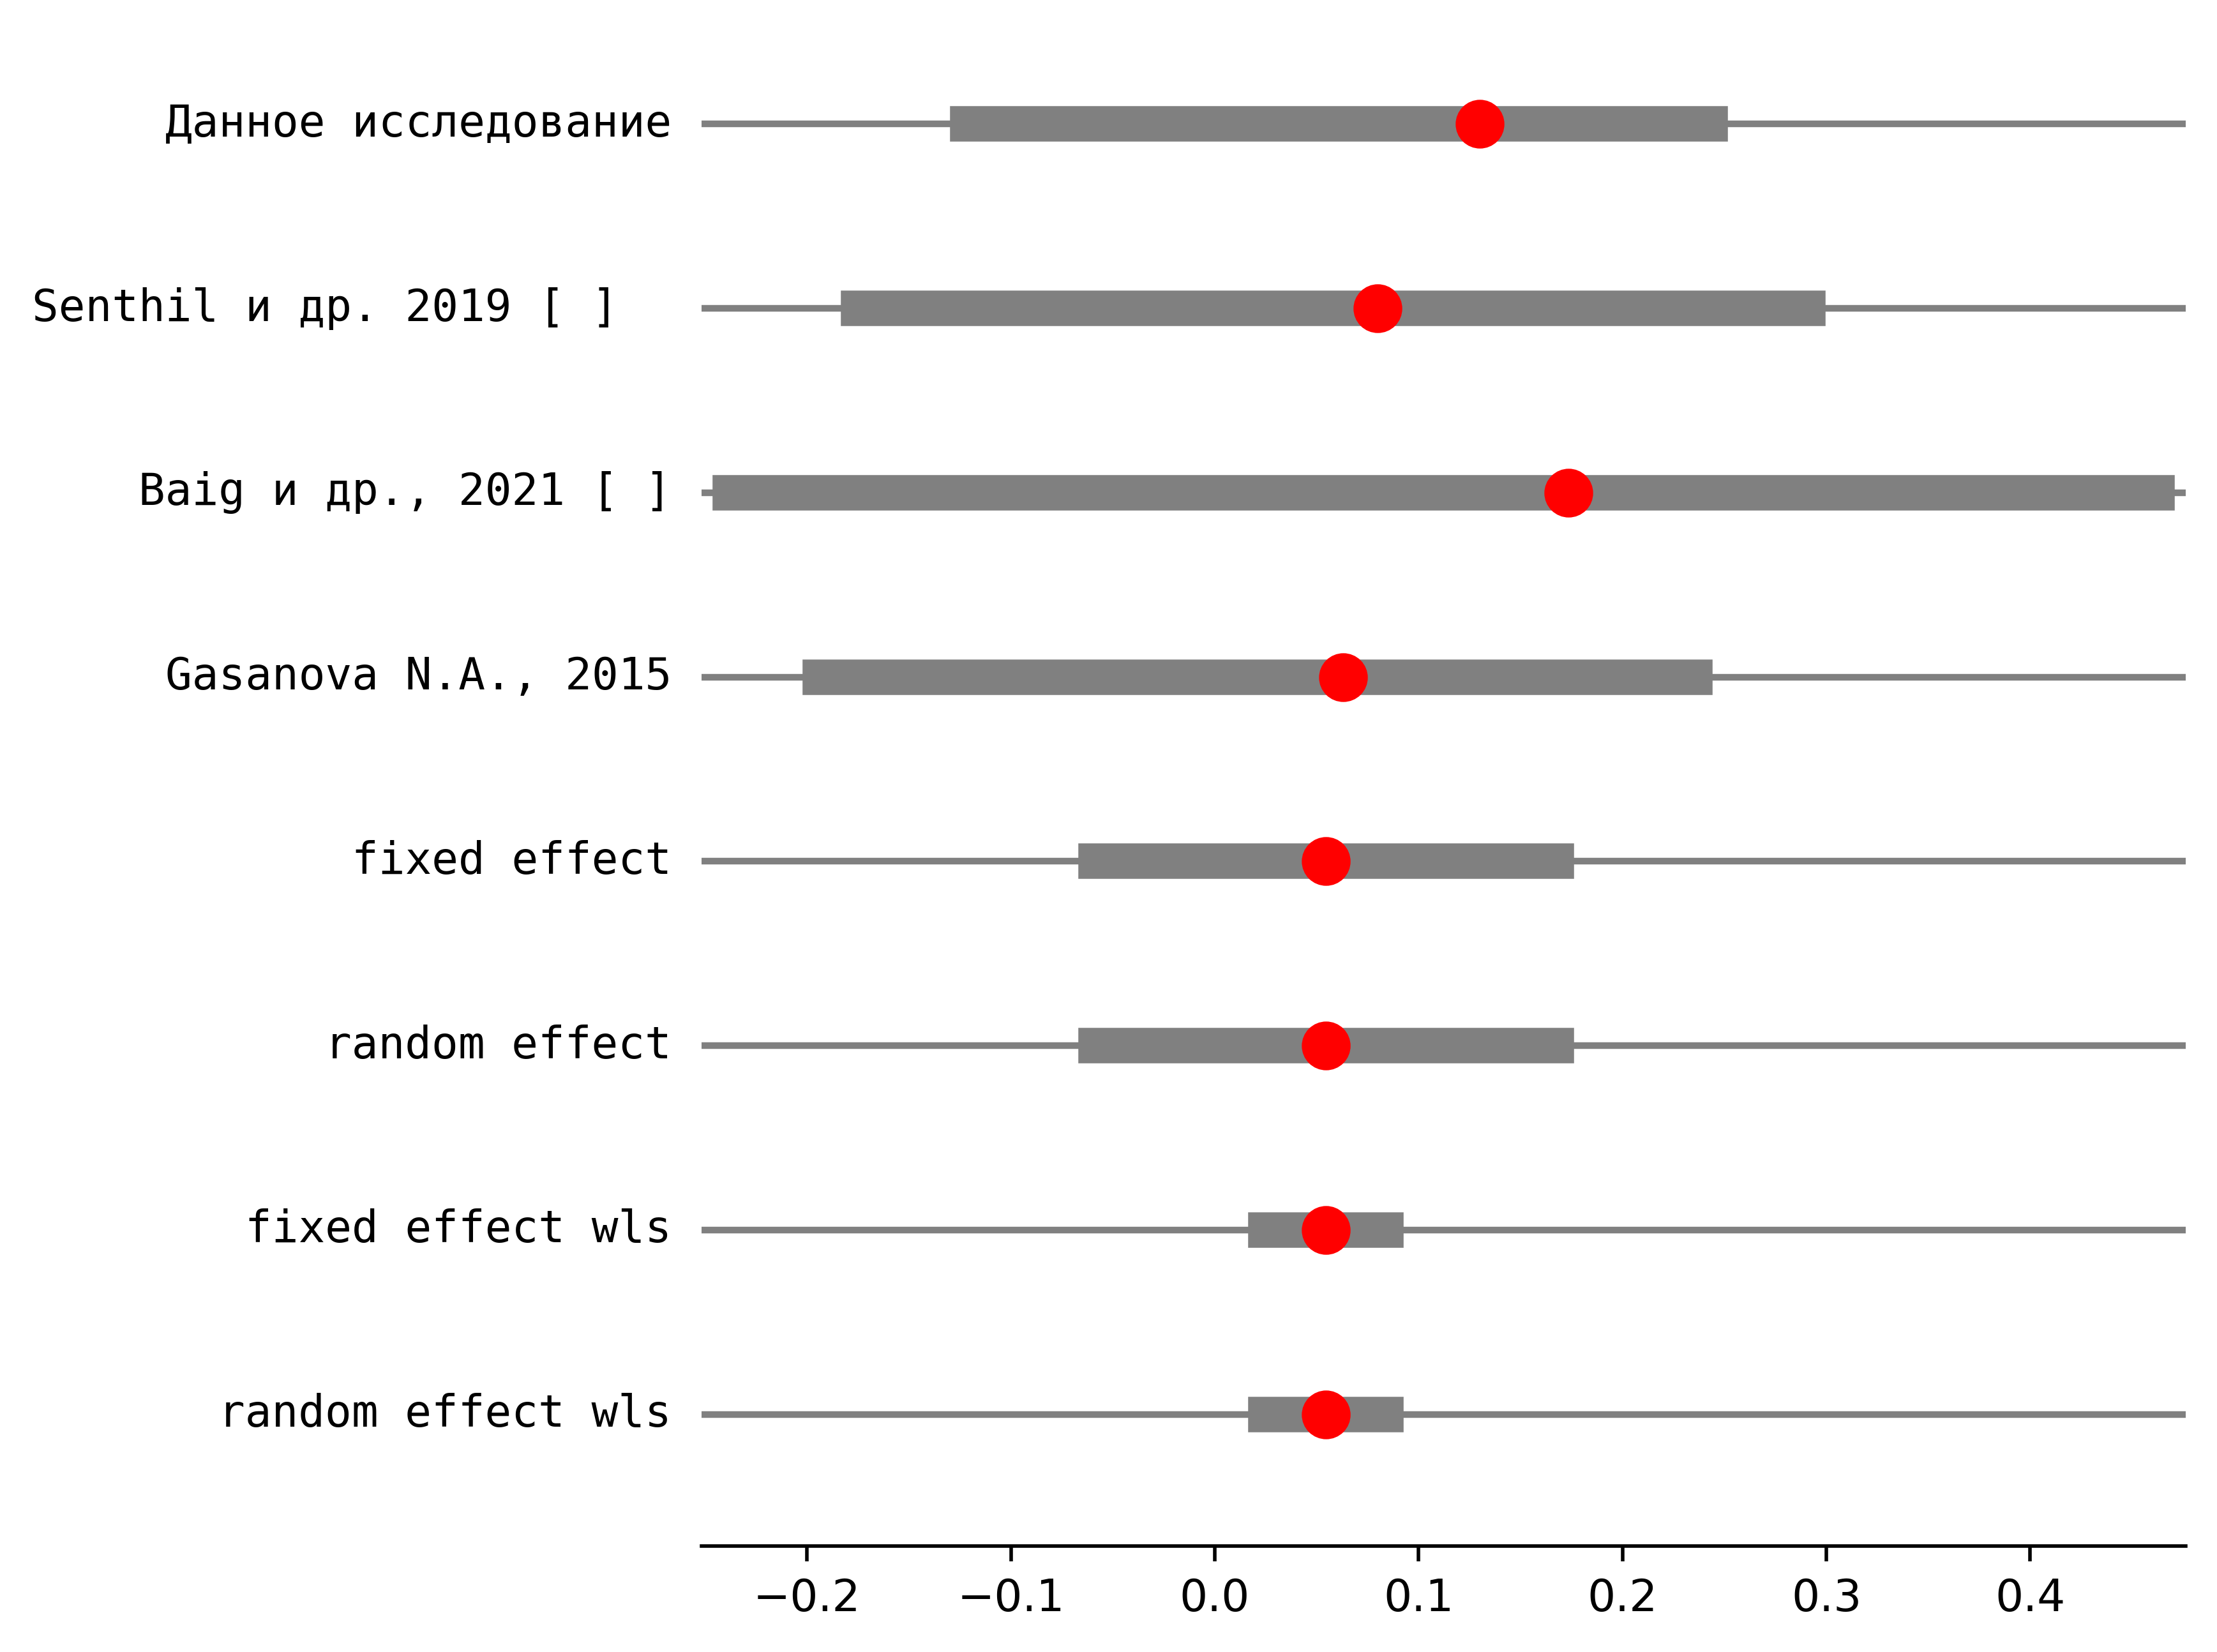 Данное исследование
Senthil и др. 2019 [ ]
Baig и др., 2021 [ ]
Gasanova N.A., 2015
fixed effect
random effect
fixed effect wls
random effect wls
−0.2 −0.1 0.0 0.1 0.2 0.3 0.4